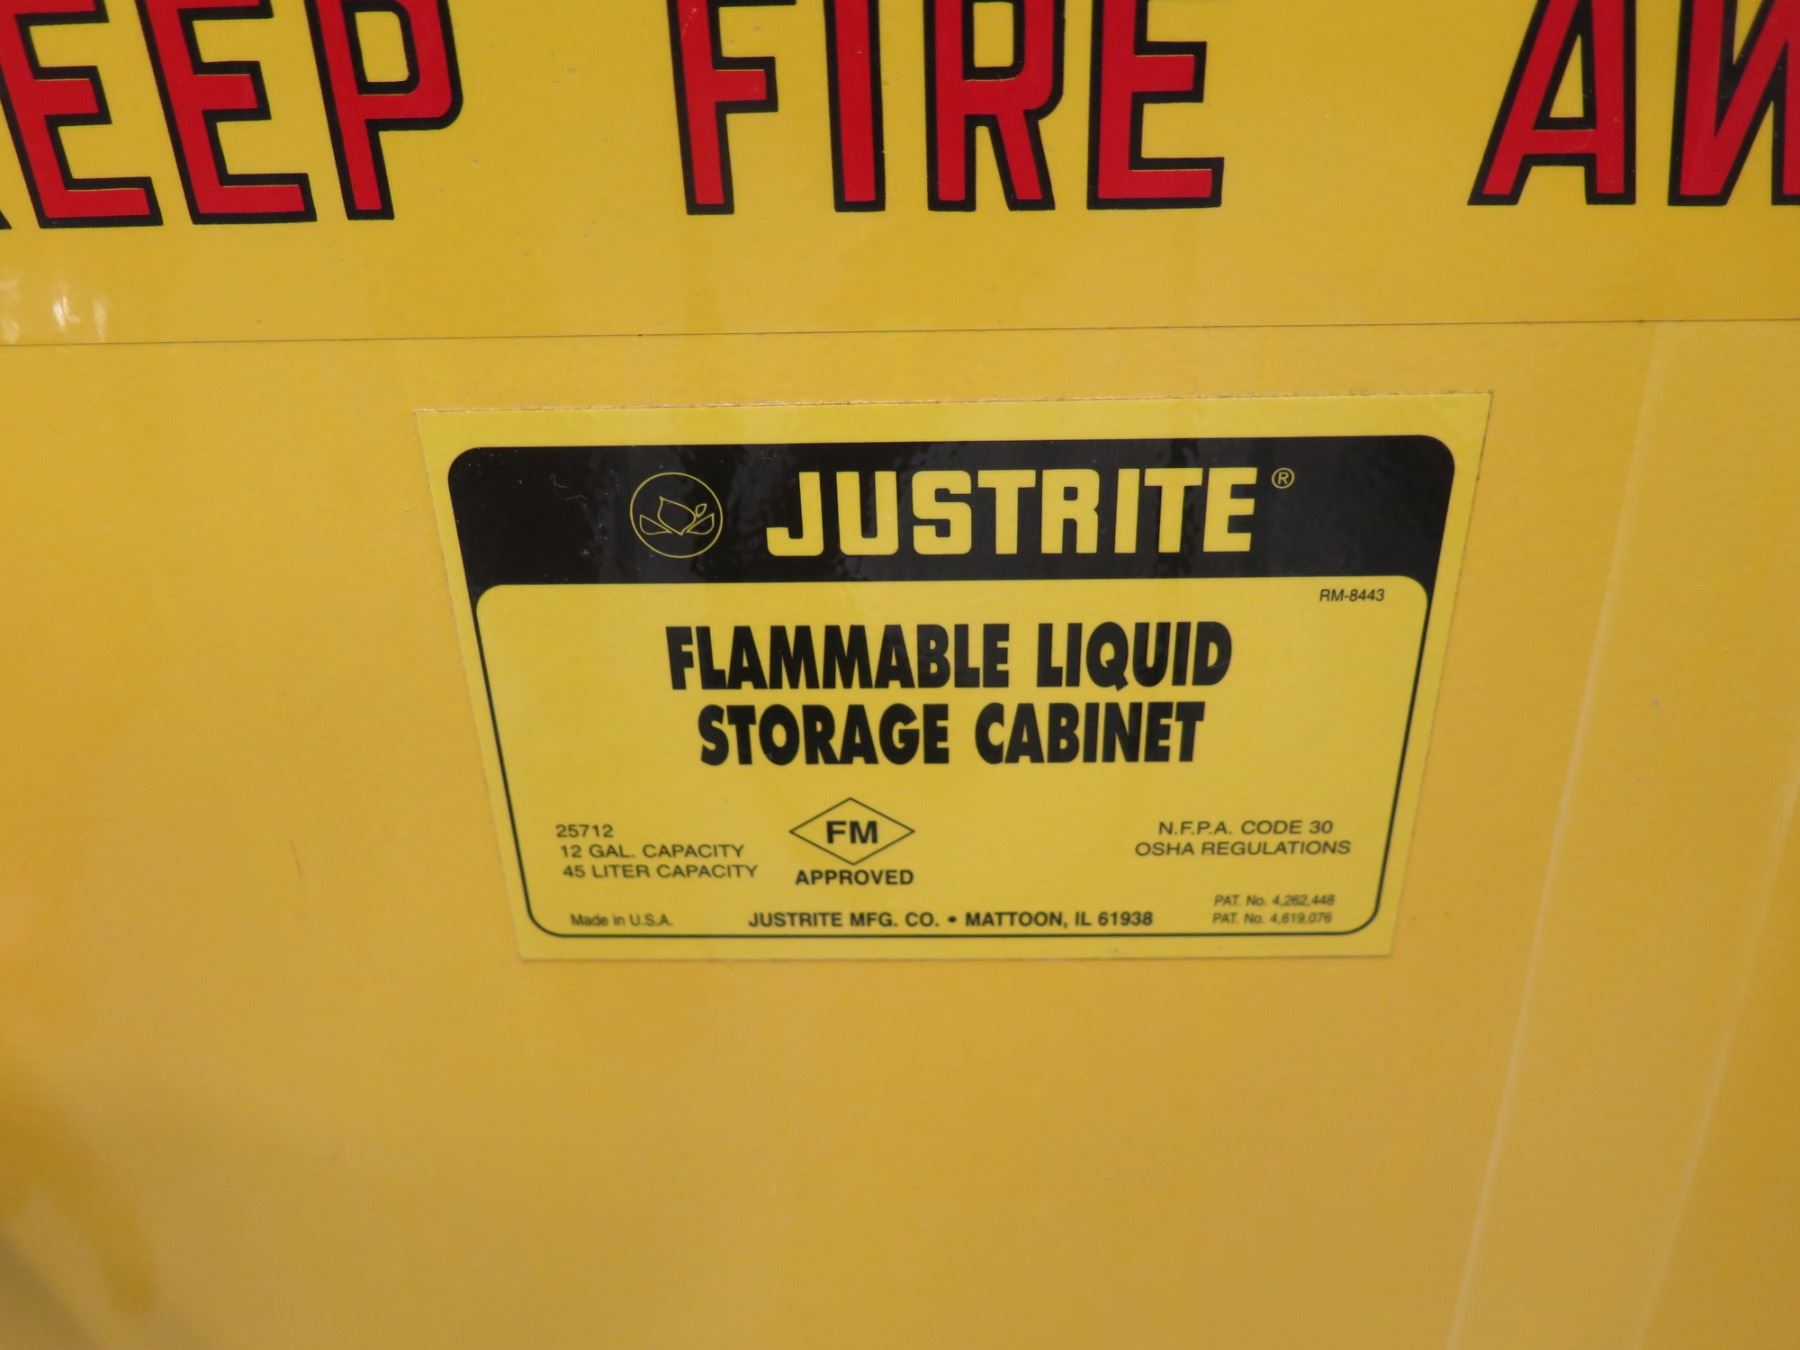 EEP FIRE AW
JUSTRITE®
RM-8443
FLAMMABLE LIQUID
STORAGE CABINET
25712
12 GAL. CAPACITY
45 LITER CAPACITY
FM
APPROVED
N.F.P.A. CODE 30
OSHA REGULATIONS
Made in U.S.A.
JUSTRITE MFG. CO. • MATTOON, IL 61938
PAT. No. 4,262,448
PAT. No. 4,619,076